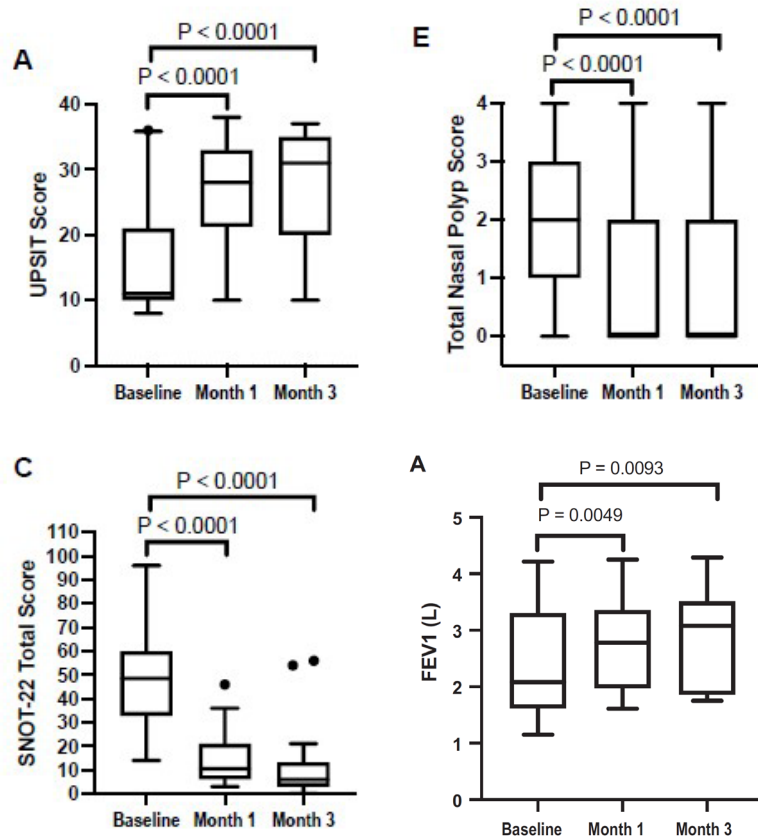 A
P < 0.0001
P < 0.0001
UPSIT Score
40
30
20
10
0
Baseline Month 1 Month 3
E
P < 0.0001
P < 0.0001
Total Nasal Polyp Score
4
3
2
1
0
Baseline Month 1 Month 3
C
P < 0.0001
P < 0.0001
SNOT-22 Total Score
110
100
90
80
70
60
50
40
30
20
10
0
Baseline Month 1 Month 3
A
P = 0.0093
P = 0.0049
FEV1 (L)
5
4
3
2
1
0
Baseline Month 1 Month 3